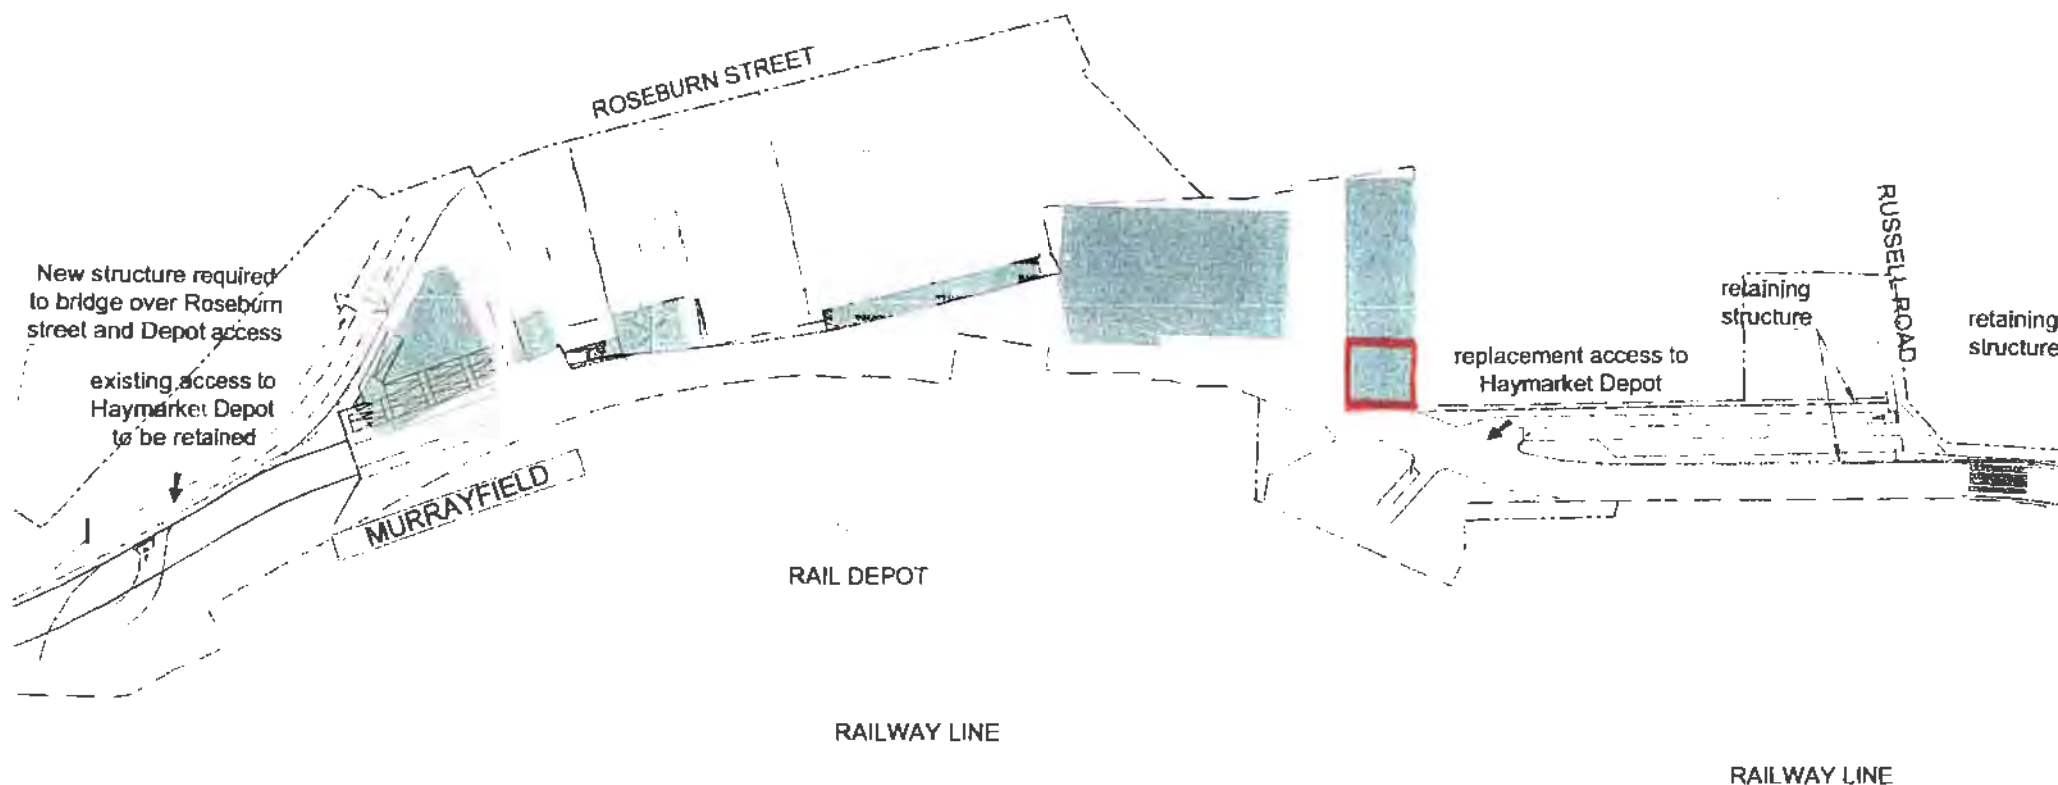 ROSEBURN STREET
New structure required
to bridge over Roseburn
street and Depot access
existing access to
Haymarket Depot
to be retained
MURRAYFIELD
RAIL DEPOT
RAILWAY LINE
replacement access to
Haymarket Depot
retaining
structure
RUSSELL ROAD
retaining
structure
RAILWAY LINE